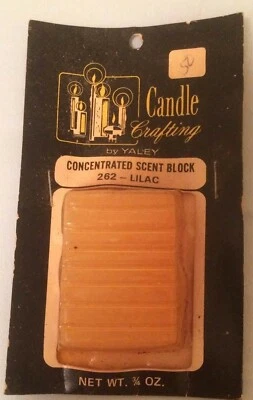 Candle
Crafting
by YALEY
CONCENTRATED SCENT BLOCK
262 - LILAC
NET WT. ¾ OZ.